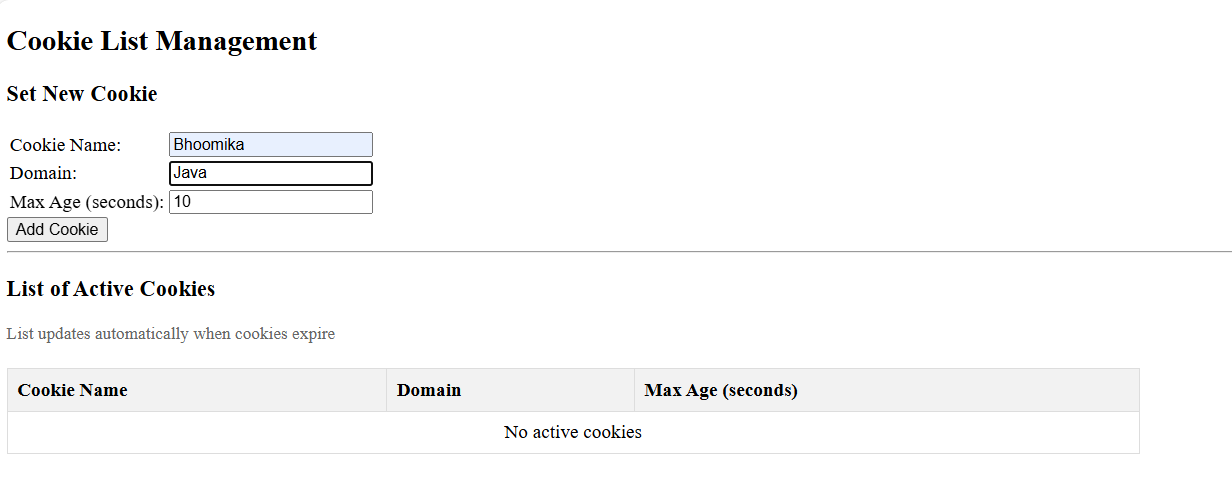 Cookie List Management
Set New Cookie
Cookie Name: Bhoomika
Domain: Java
Max Age (seconds): 10
Add Cookie
List of Active Cookies
List updates automatically when cookies expire
Cookie Name Domain Max Age (seconds)
No active cookies